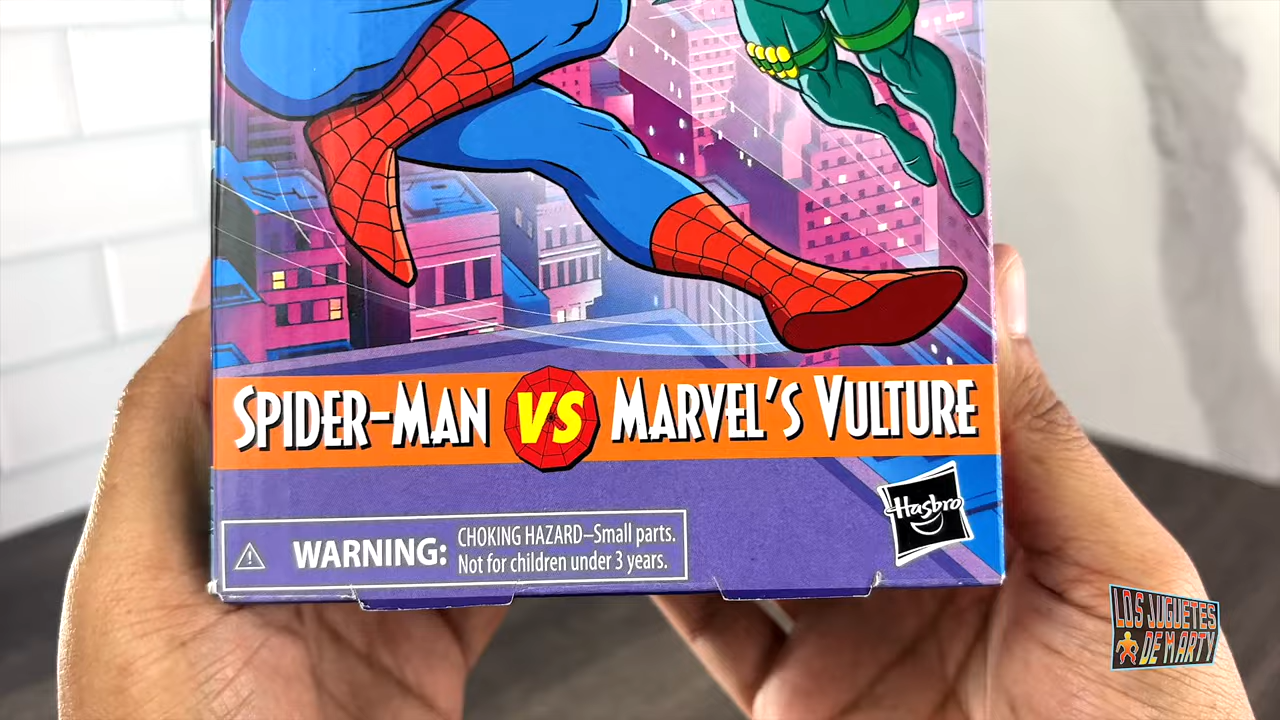 SPIDER-MAN VS MARVEL'S VULTURE
Hasbro
WARNING: CHOKING HAZARD–Small parts.
Not for children under 3 years.
LOS JUGUETES
DE MARTY